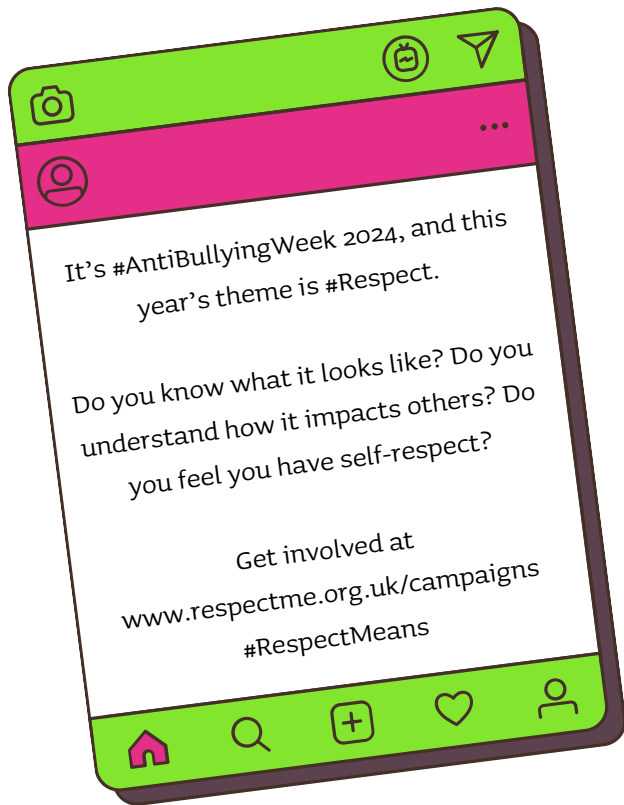 It’s #AntiBullyingWeek 2024, and this
year’s theme is #Respect.
Do you know what it looks like? Do you
understand how it impacts others? Do
you feel you have self-respect?
Get involved at
www.respectme.org.uk/campaigns
#RespectMeans